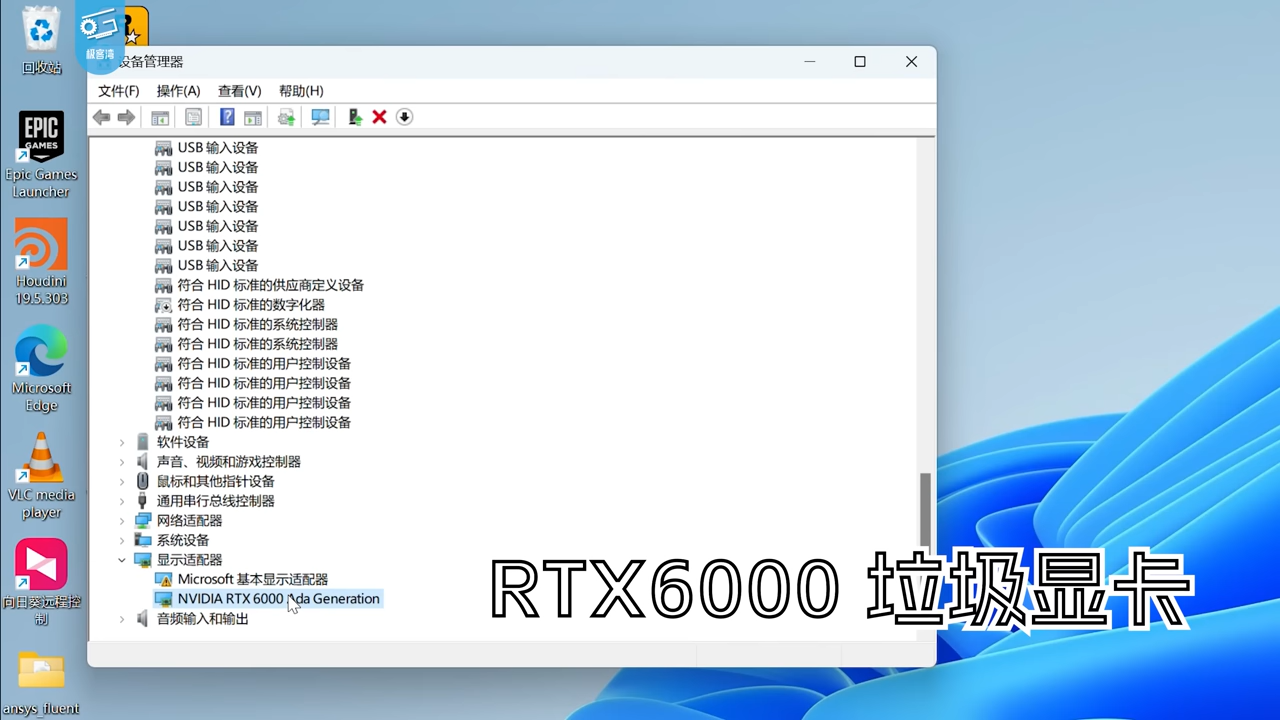 回收站
极客湾
R
EPIC
GAMES
Epic Games
Launcher
Houdini
19.5.303
Microsoft
Edge
VLC media
player
向日葵远程控
制
ansys_fluent
设备管理器
文件(F) 操作(A) 查看(V) 帮助(H)
USB 输入设备
USB 输入设备
USB 输入设备
USB 输入设备
USB 输入设备
USB 输入设备
USB 输入设备
符合 HID 标准的供应商定义设备
符合 HID 标准的数字化器
符合 HID 标准的系统控制器
符合 HID 标准的系统控制器
符合 HID 标准的用户控制设备
符合 HID 标准的用户控制设备
符合 HID 标准的用户控制设备
符合 HID 标准的用户控制设备
软件设备
声音、视频和游戏控制器
鼠标和其他指针设备
通用串行总线控制器
网络适配器
系统设备
显示适配器
Microsoft 基本显示适配器
NVIDIA RTX 6000 Ada Generation
音频输入和输出
RTX6000 垃圾显卡